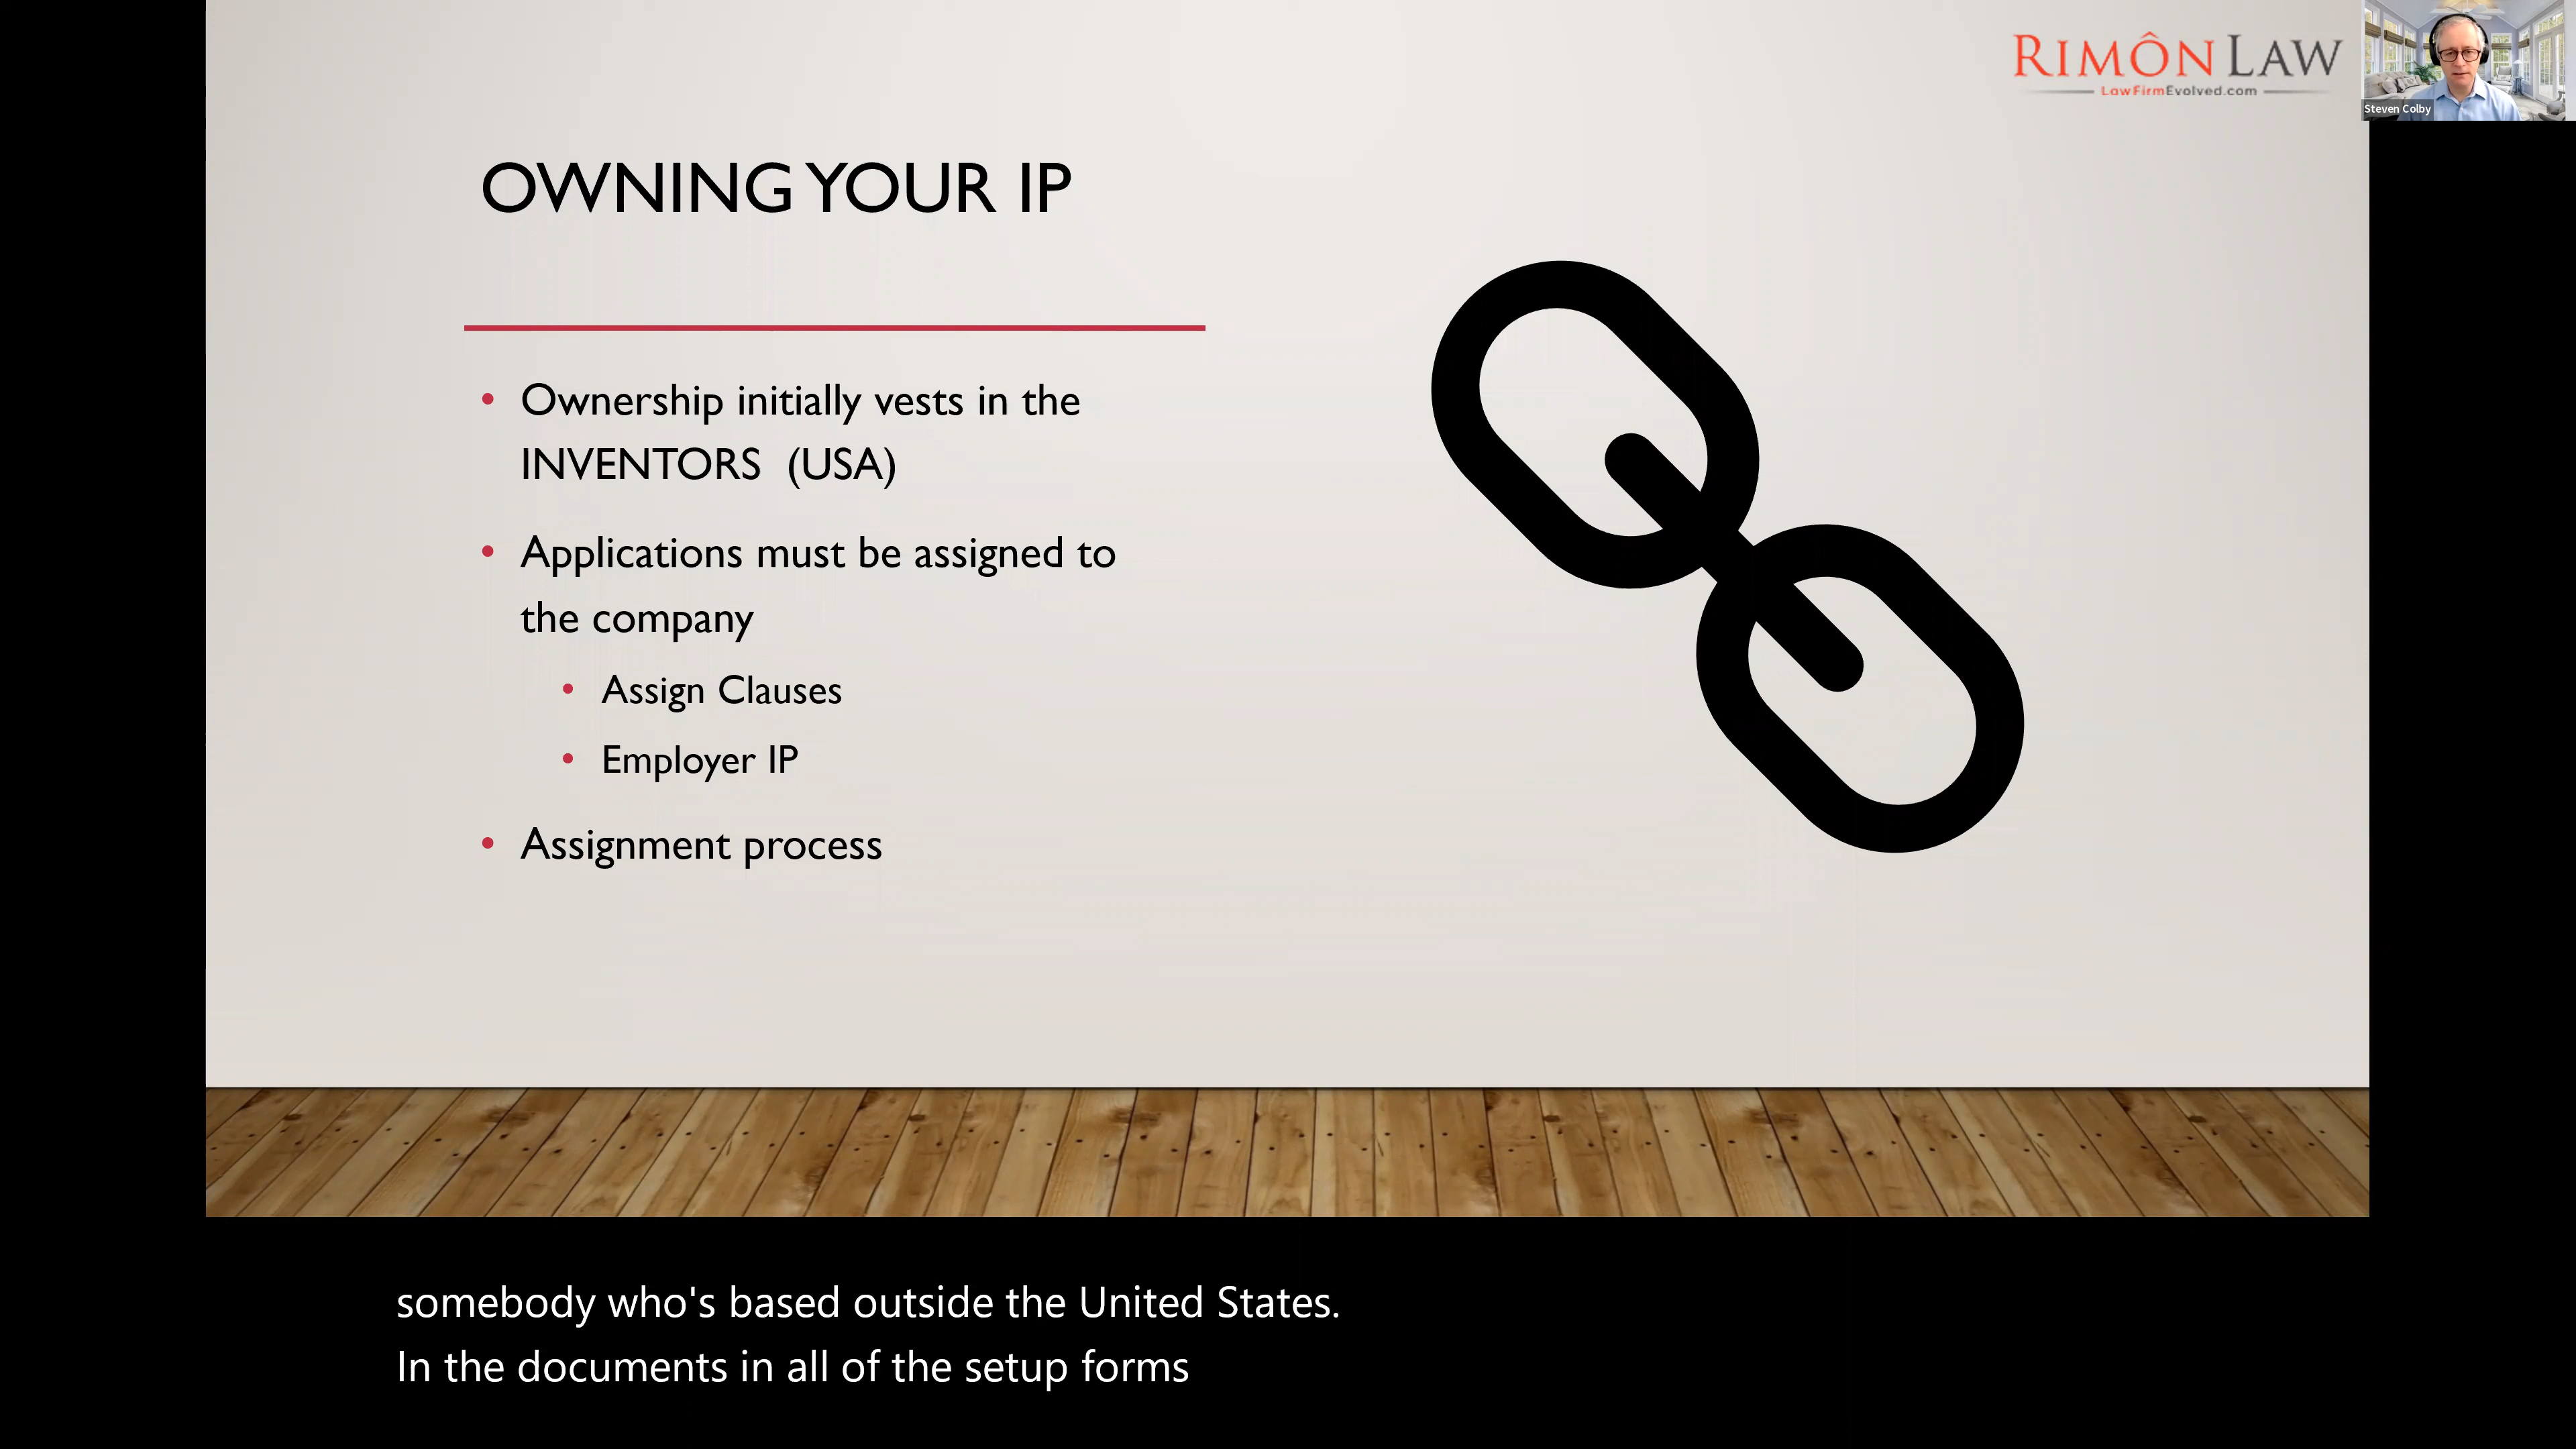 RIMÔN LAW
LawFirmEvolved.com
Steven Colby
OWNING YOUR IP
• Ownership initially vests in the
INVENTORS (USA)
• Applications must be assigned to
the company
• Assign Clauses
• Employer IP
• Assignment process
somebody who's based outside the United States.
In the documents in all of the setup forms